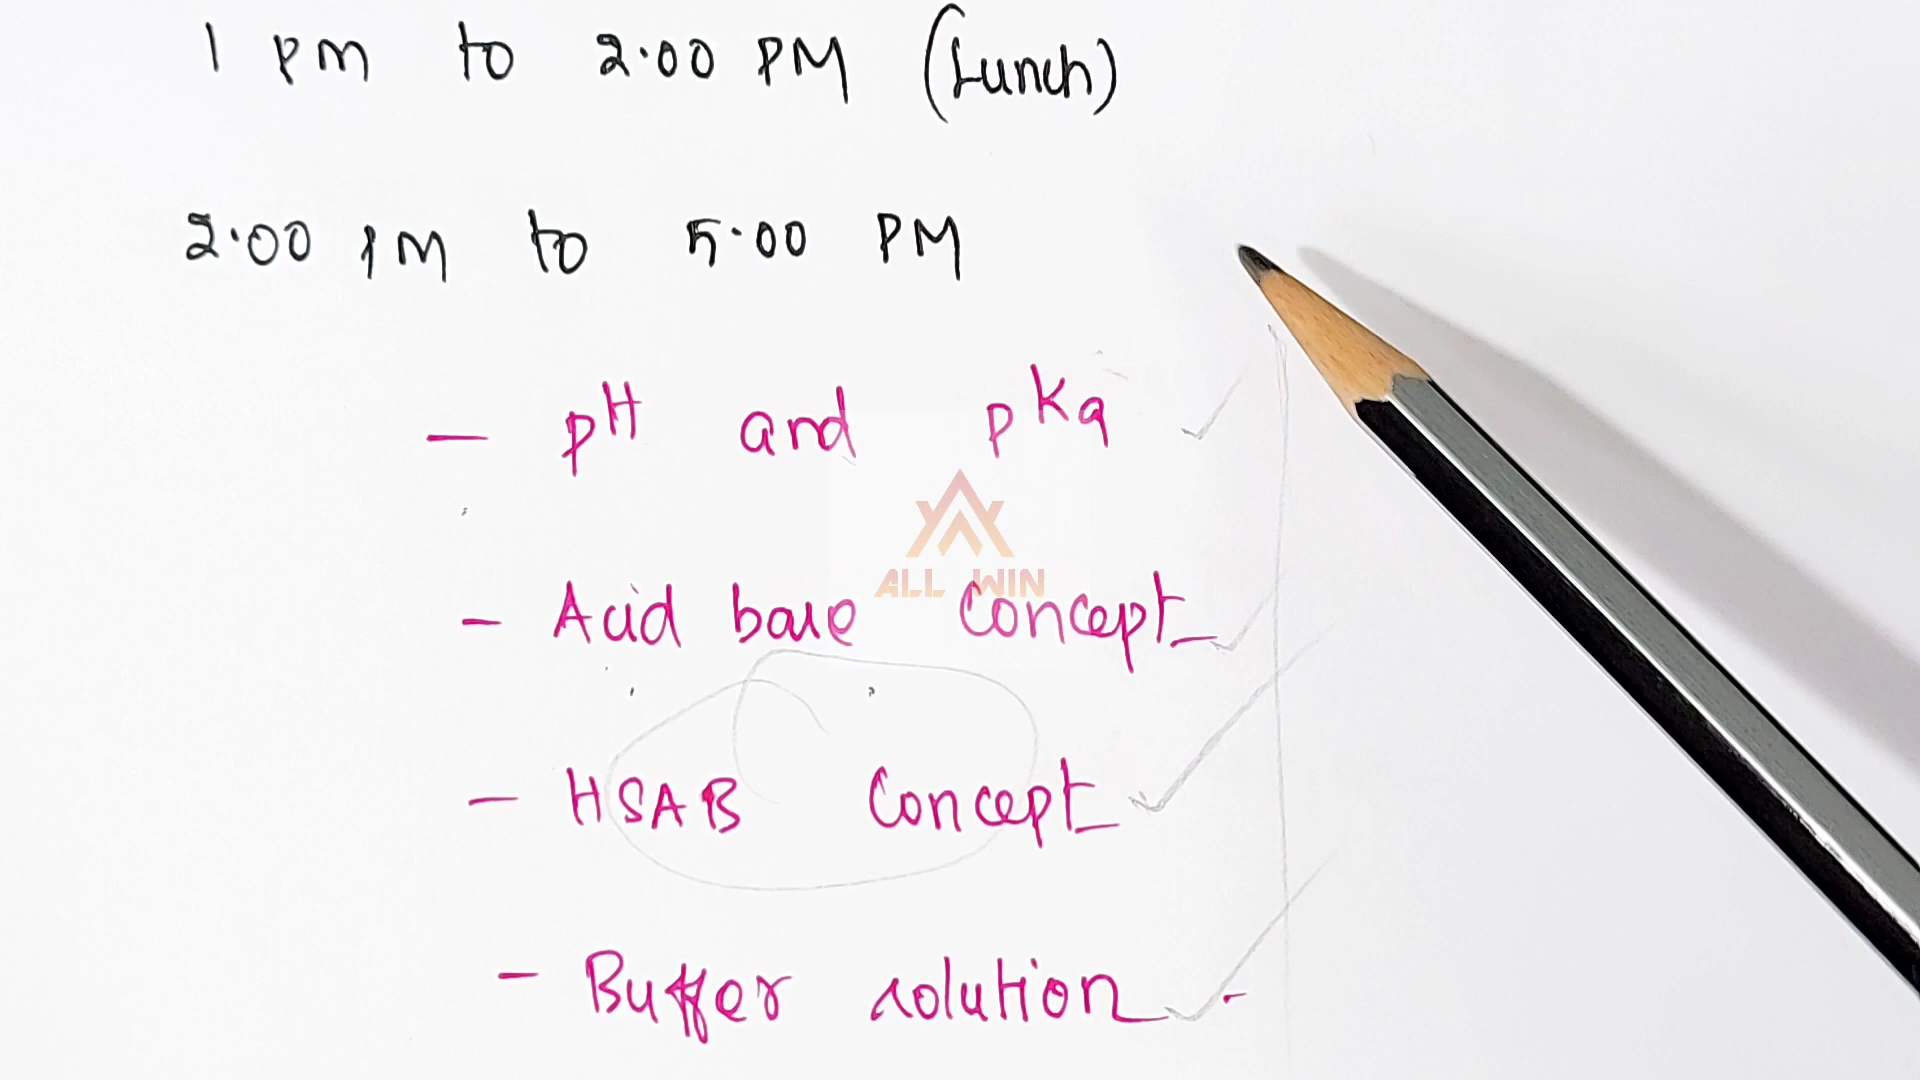 1 PM to 2.00 PM (Lunch)
2.00 PM to 5.00 PM
- pH and pKa
ALL WIN
- Acid base Concept
- HSAB Concept
- Buffer solution -